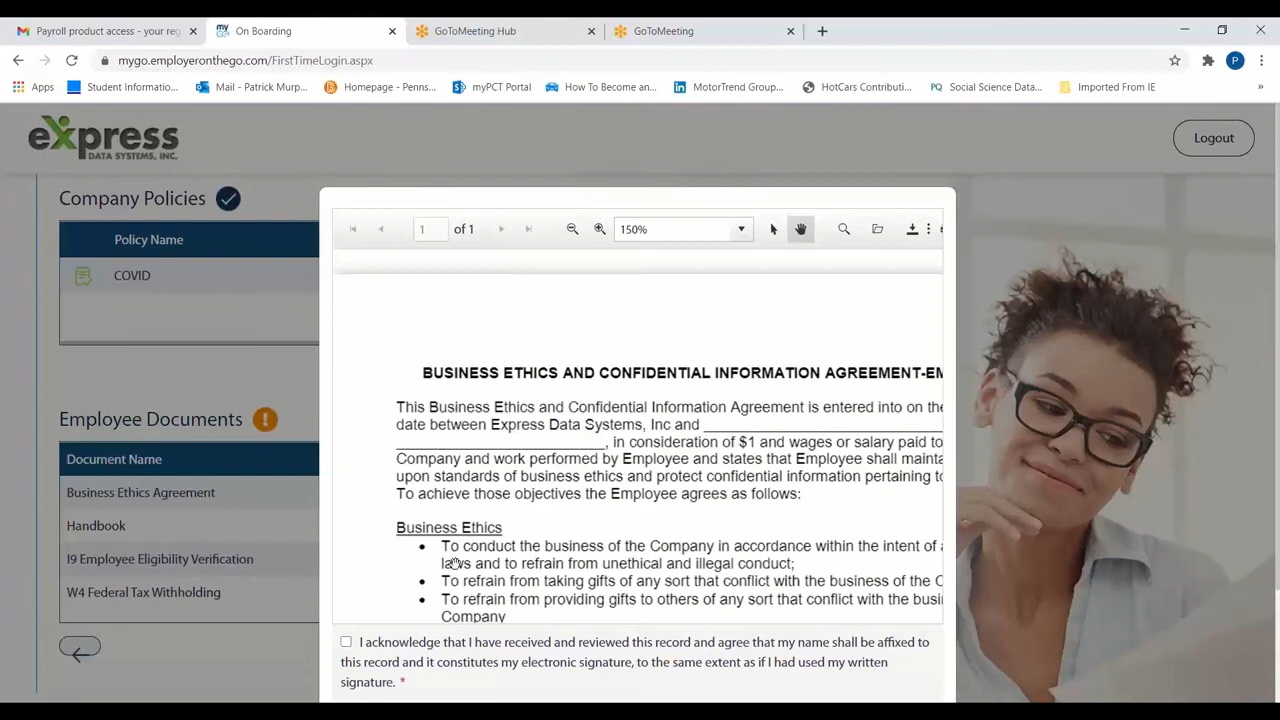 Payroll product access - your reg
On Boarding
GoToMeeting Hub
GoToMeeting
mygo.employeronthego.com/FirstTimeLogin.aspx
P
Apps
Student Informatio...
Mail - Patrick Murp...
Homepage - Penns...
myPCT Portal
How To Become an...
MotorTrend Group...
HotCars Contributi...
PQ Social Science Data...
Imported From IE
»
express
DATA SYSTEMS, INC.
Logout
Company Policies
Policy Name
COVID
Employee Documents
Document Name
Business Ethics Agreement
Handbook
I9 Employee Eligibility Verification
W4 Federal Tax Withholding
1 of 1
150%
BUSINESS ETHICS AND CONFIDENTIAL INFORMATION AGREEMENT-EM
This Business Ethics and Confidential Information Agreement is entered into on the
date between Express Data Systems, Inc and ____________________
____________________, in consideration of $1 and wages or salary paid to
Company and work performed by Employee and states that Employee shall mainta
upon standards of business ethics and protect confidential information pertaining to
To achieve those objectives the Employee agrees as follows:
Business Ethics
• To conduct the business of the Company in accordance within the intent of a
laws and to refrain from unethical and illegal conduct;
• To refrain from taking gifts of any sort that conflict with the business of the C
• To refrain from providing gifts to others of any sort that conflict with the busi
Company
I acknowledge that I have received and reviewed this record and agree that my name shall be affixed to
this record and it constitutes my electronic signature, to the same extent as if I had used my written
signature. *